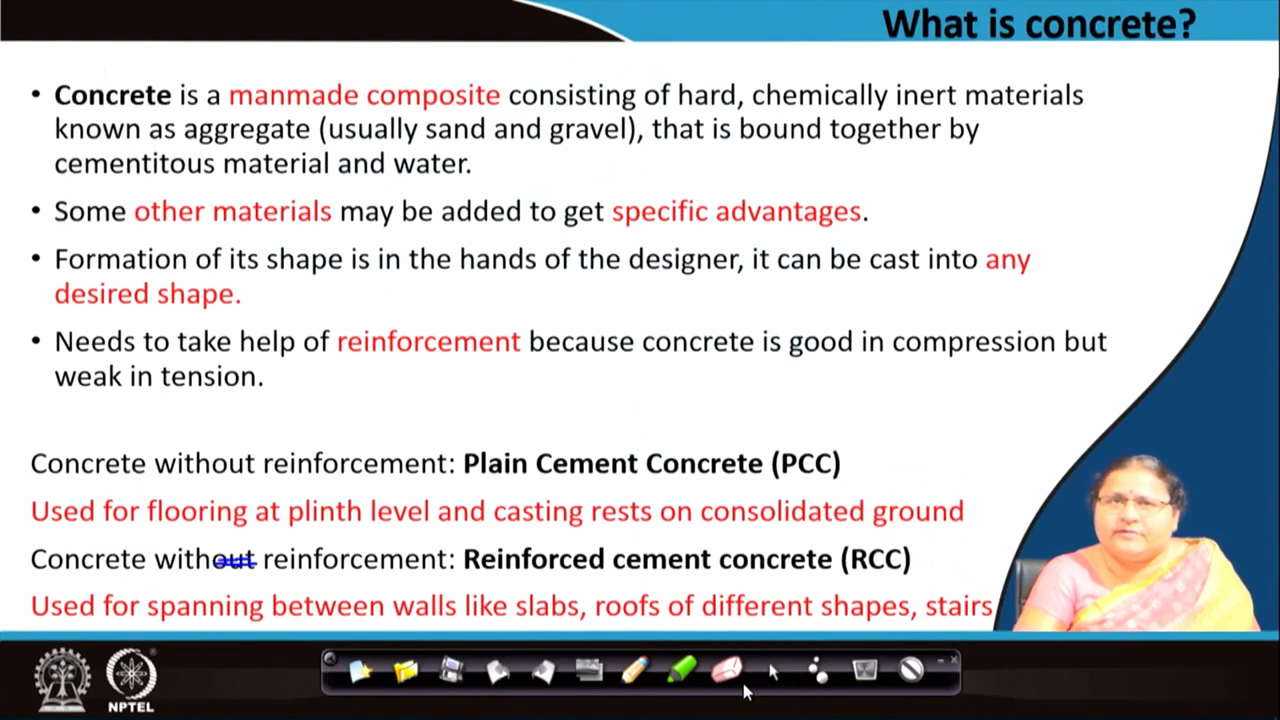 What is concrete?
• Concrete is a manmade composite consisting of hard, chemically inert materials
known as aggregate (usually sand and gravel), that is bound together by
cementitous material and water.
• Some other materials may be added to get specific advantages.
• Formation of its shape is in the hands of the designer, it can be cast into any
desired shape.
• Needs to take help of reinforcement because concrete is good in compression but
weak in tension.
Concrete without reinforcement: Plain Cement Concrete (PCC)
Used for flooring at plinth level and casting rests on consolidated ground
Concrete without reinforcement: Reinforced cement concrete (RCC)
Used for spanning between walls like slabs, roofs of different shapes, stairs
NPTEL